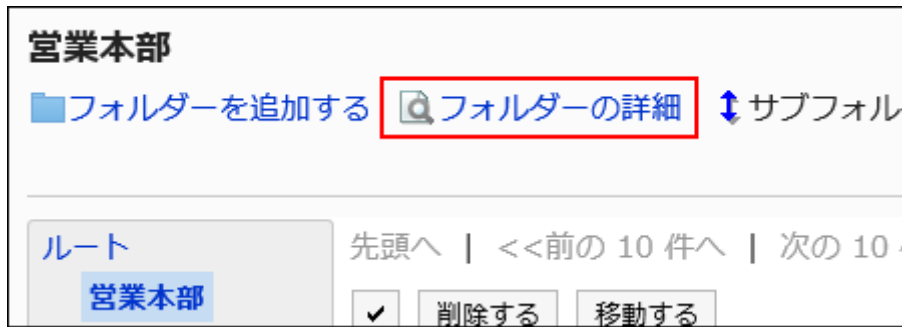 営業本部
フォルダーを追加する フォルダーの詳細 サブフォル
ルート
営業本部
先頭へ | <<前の 10 件へ | 次の 10
削除する 移動する